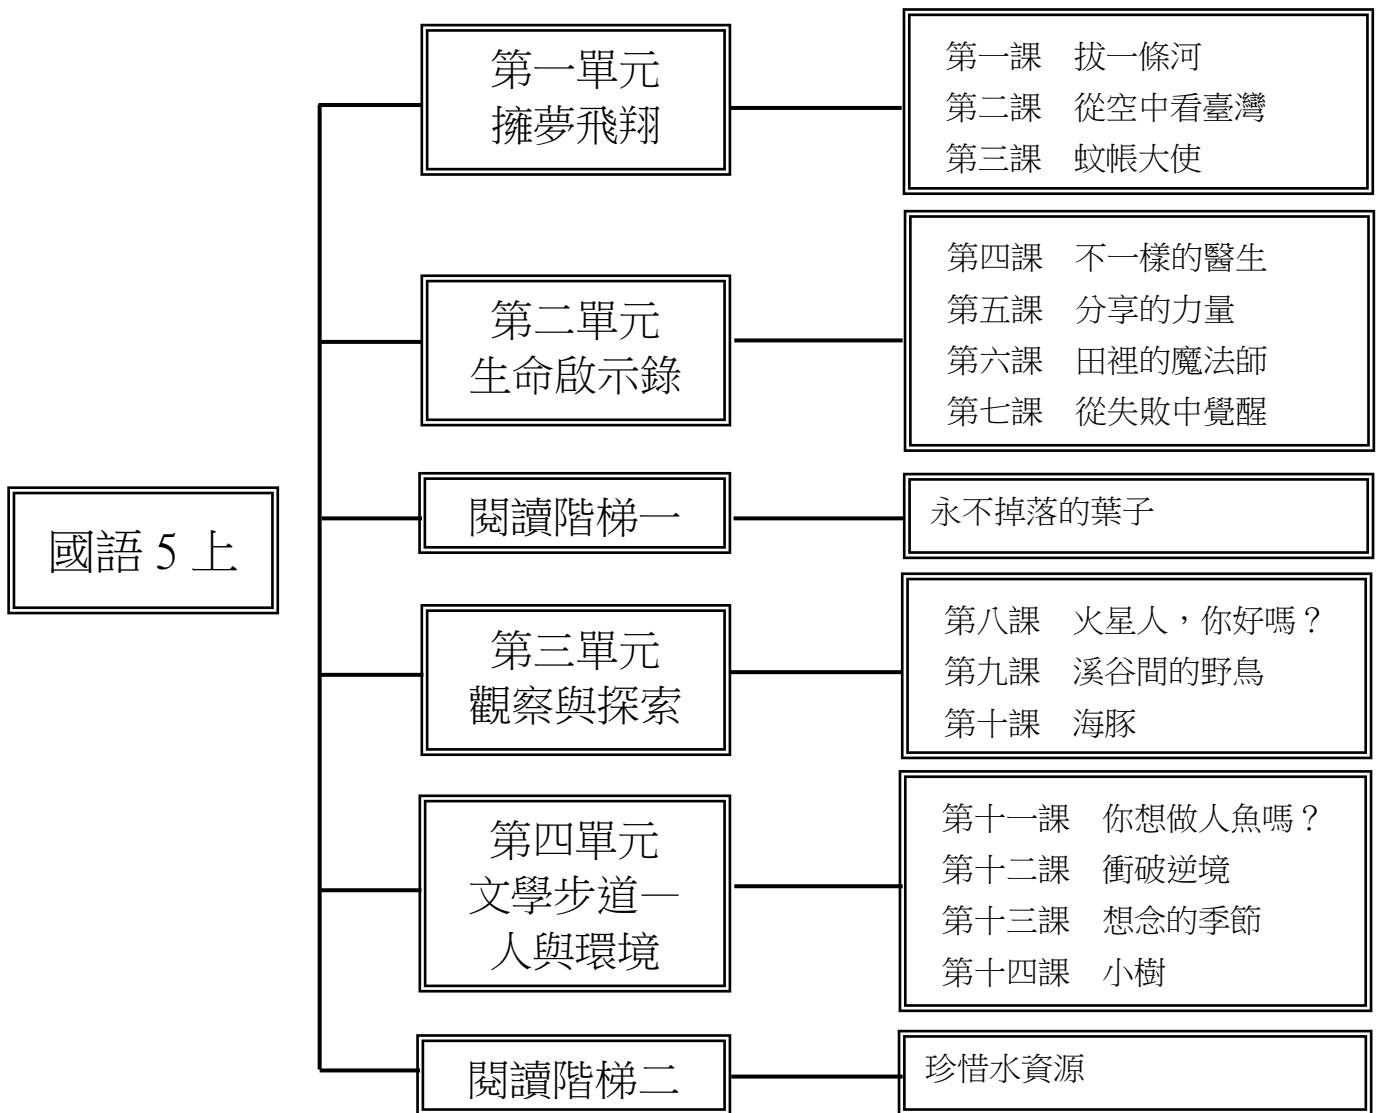 國語 5 上
第一單元
擁夢飛翔
第一課 拔一條河
第二課 從空中看臺灣
第三課 蚊帳大使
第二單元
生命啟示錄
第四課 不一樣的醫生
第五課 分享的力量
第六課 田裡的魔法師
第七課 從失敗中覺醒
閱讀階梯一
永不掉落的葉子
第三單元
觀察與探索
第八課 火星人，你好嗎？
第九課 溪谷間的野鳥
第十課 海豚
第四單元
文學步道—
人與環境
第十一課 你想做人魚嗎？
第十二課 衝破逆境
第十三課 想念的季節
第十四課 小樹
閱讀階梯二
珍惜水資源